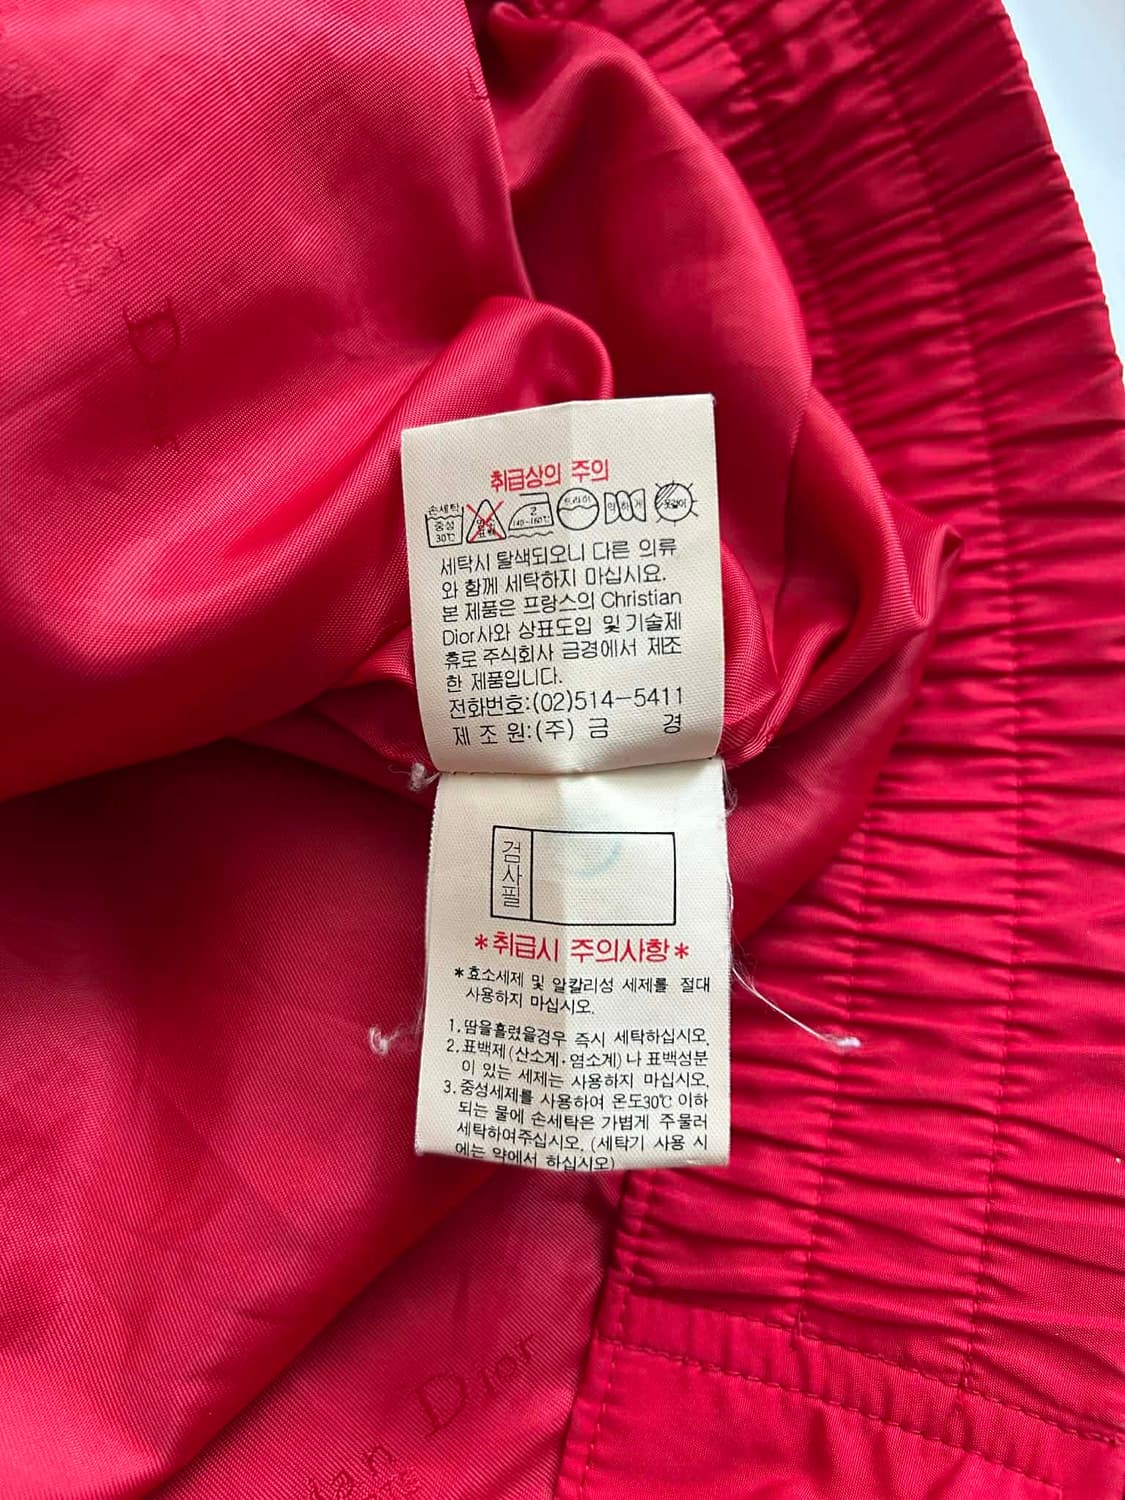 Dior
취급상의 주의
손세탁
중성
30℃
염소
표백
2
140~160℃
드라이
약하게
옷걸이
세탁시 탈색되오니 다른 의류
와 함께 세탁하지 마십시요.
본 제품은 프랑스의 Christian
Dior사와 상표도입 및 기술제
휴로 주식회사 금경에서 제조
한 제품입니다.
전화번호:(02)514-5411
제 조 원:(주) 금 경
검사필
*취급시 주의사항*
*효소세제 및 알칼리성 세제를 절대
사용하지 마십시오.
1. 땀을흘렸을경우 즉시 세탁하십시오.
2. 표백제(산소계·염소계)나 표백성분
이 있는 세제는 사용하지 마십시오.
3. 중성세제를 사용하여 온도30℃ 이하
되는 물에 손세탁은 가볍게 주물러
세탁하여주십시오. (세탁기 사용 시
에는 약에서 하십시오)
Dior